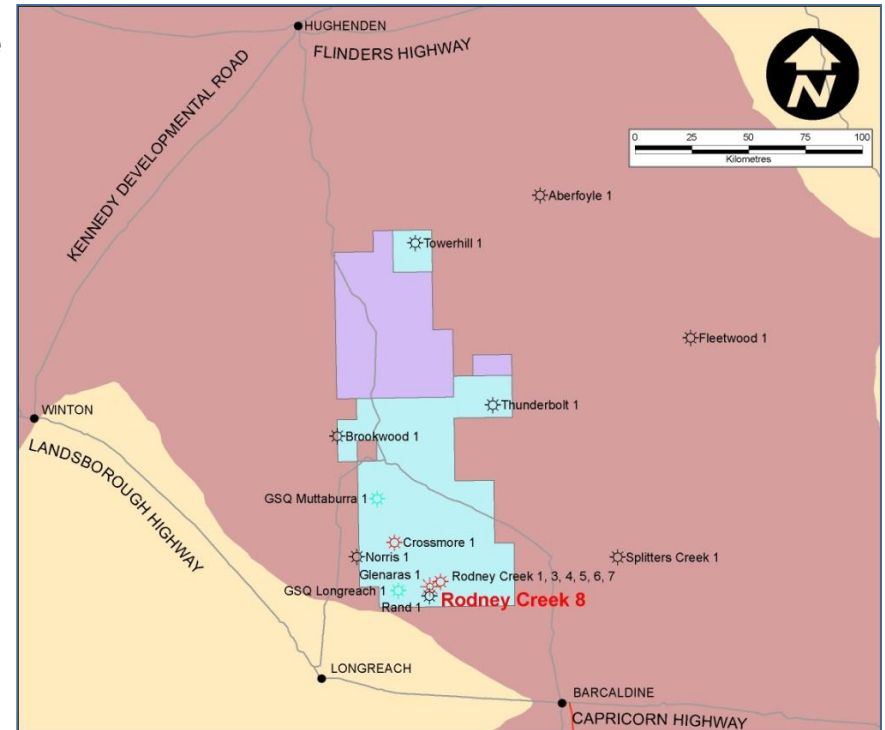 e
HUGHENDEN
FLINDERS HIGHWAY
KENNEDY DEVELOPMENTAL ROAD
N
0 25 50 75 100
Kilometres
Aberfoyle 1
Towerhill 1
Fleetwood 1
Thunderbolt 1
WINTON
Brookwood 1
LANDSBOROUGH HIGHWAY
GSQ Muttaburra 1
Crossmore 1
Norris 1
Splitters Creek 1
Glenaras 1
Rodney Creek 1, 3, 4, 5, 6, 7
GSQ Longreach 1
Rand 1
Rodney Creek 8
LONGREACH
BARCALDINE
CAPRICORN HIGHWAY